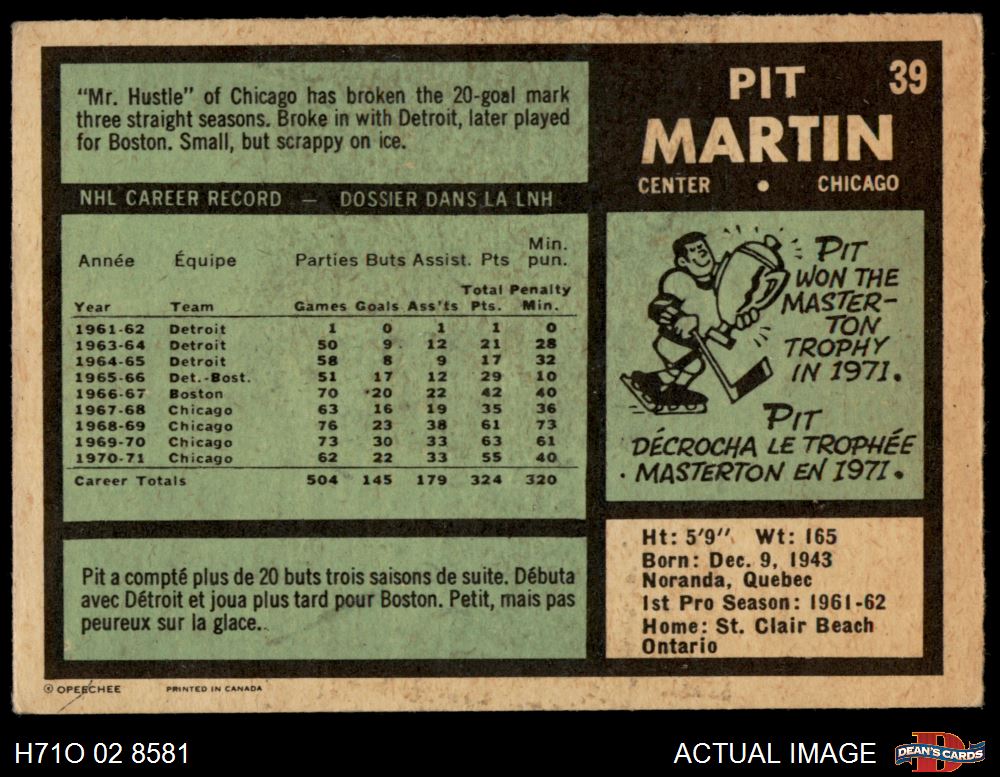 "Mr. Hustle" of Chicago has broken the 20-goal mark
three straight seasons. Broke in with Detroit, later played
for Boston. Small, but scrappy on ice.
NHL CAREER RECORD — DOSSIER DANS LA LNH
Année Équipe Parties Buts Assist. Pts Min. pun.
Year Team Games Goals Ass'ts Total Pts. Penalty Min.
1961-62 Detroit 1 0 1 1 0
1963-64 Detroit 50 9 12 21 28
1964-65 Detroit 58 8 9 17 32
1965-66 Det.-Bost. 51 17 12 29 10
1966-67 Boston 70 20 22 42 40
1967-68 Chicago 63 16 19 35 36
1968-69 Chicago 76 23 38 61 73
1969-70 Chicago 73 30 33 63 61
1970-71 Chicago 62 22 33 55 40
Career Totals 504 145 179 324 320
Pit a compté plus de 20 buts trois saisons de suite. Débuta
avec Détroit et joua plus tard pour Boston. Petit, mais pas
peureux sur la glace.
© OPEECHEE PRINTED IN CANADA
PIT 39
MARTIN
CENTER • CHICAGO
PIT
WON THE
MASTER-
TON
TROPHY
IN 1971.
PIT
DÉCROCHA LE TROPHÉE
MASTERTON EN 1971.
Ht: 5'9" Wt: 165
Born: Dec. 9, 1943
Noranda, Quebec
1st Pro Season: 1961-62
Home: St. Clair Beach
Ontario
H71O 02 8581 ACTUAL IMAGE DEAN'S CARDS